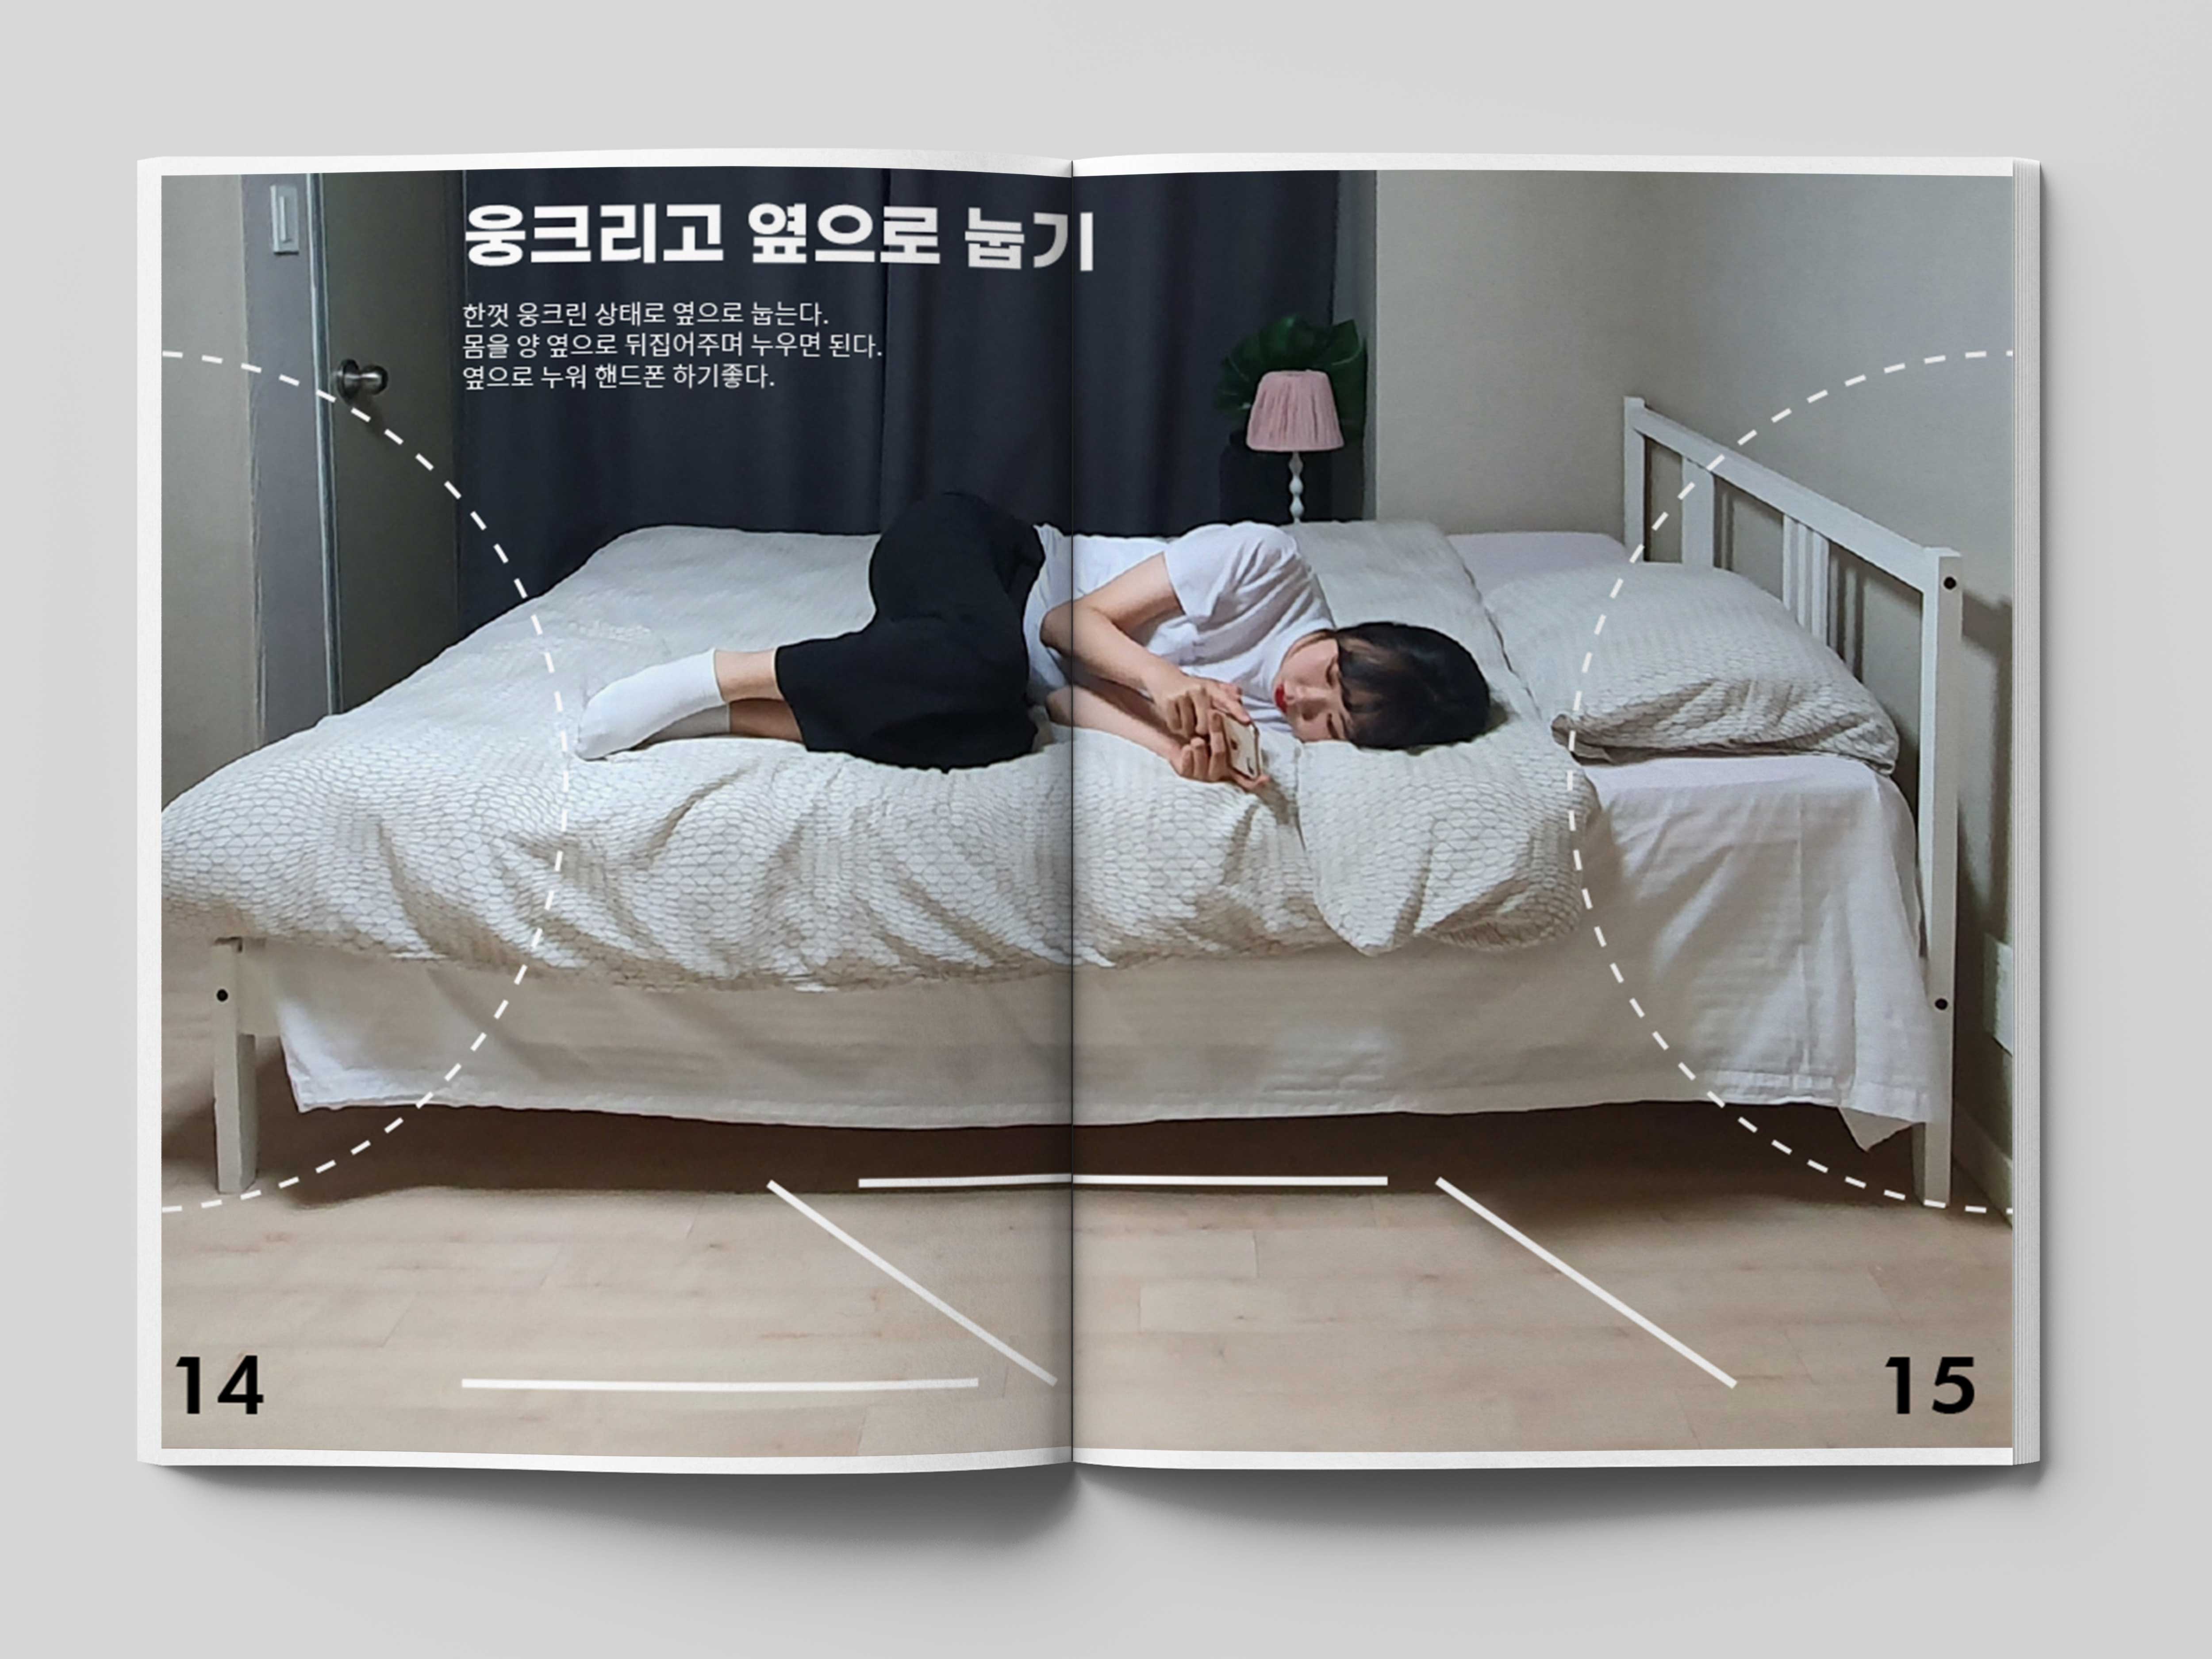 웅크리고 옆으로 눕기
한껏 웅크린 상태로 옆으로 눕는다.
몸을 양 옆으로 뒤집어주며 누우면 된다.
옆으로 누워 핸드폰 하기좋다.
14
15